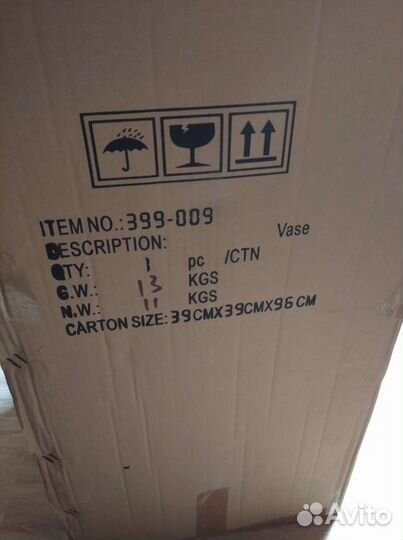 ITEM NO.: 399-009
DESCRIPTION: Vase
QTY: 1 pc /CTN
G.W.: 13 KGS
N.W.: 11 KGS
CARTON SIZE: 39CMX39CMX96CM
Avito